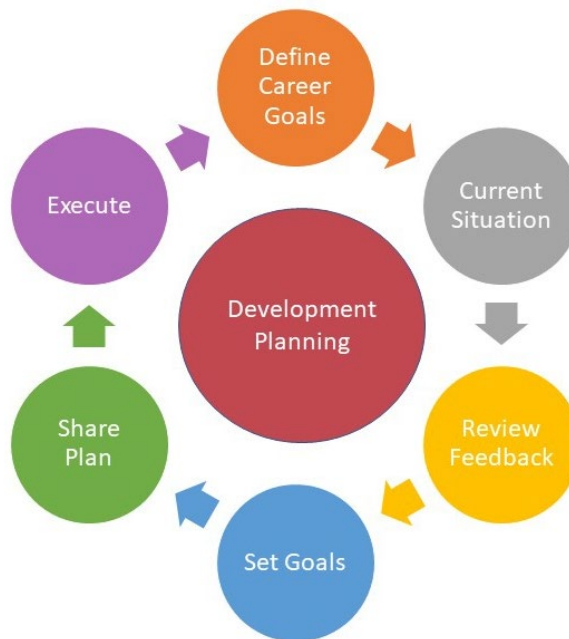 Define
Career
Goals
Current
Situation
Review
Feedback
Set Goals
Share
Plan
Execute
Development
Planning